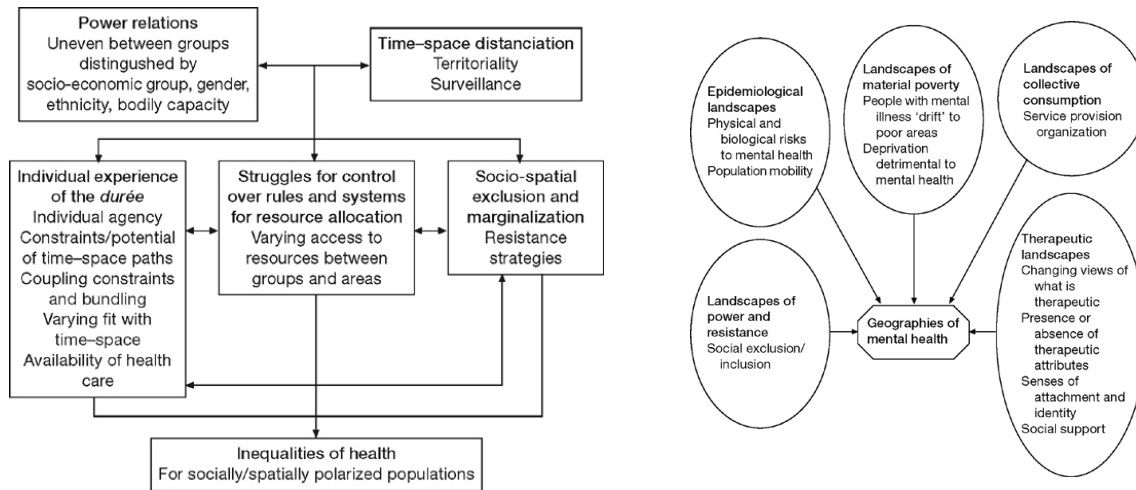 Power relations
Uneven between groups
distingushed by
socio-economic group, gender,
ethnicity, bodily capacity
Time–space distanciation
Territoriality
Surveillance
Individual experience
of the durée
Individual agency
Constraints/potential
of time–space paths
Coupling constraints
and bundling
Varying fit with
time–space
Availability of health
care
Struggles for control
over rules and systems
for resource allocation
Varying access to
resources between
groups and areas
Socio-spatial
exclusion and
marginalization
Resistance
strategies
Inequalities of health
For socially/spatially polarized populations
Epidemiological
landscapes
Physical and
biological risks
to mental health
Population mobility
Landscapes of
material poverty
People with mental
illness ‘drift’ to
poor areas
Deprivation
detrimental to
mental health
Landscapes of
collective
consumption
Service provision
organization
Landscapes of
power and
resistance
Social exclusion/
inclusion
Geographies of
mental health
Therapeutic
landscapes
Changing views of
what is
therapeutic
Presence or
absence of
therapeutic
attributes
Senses of
attachment and
identity
Social support